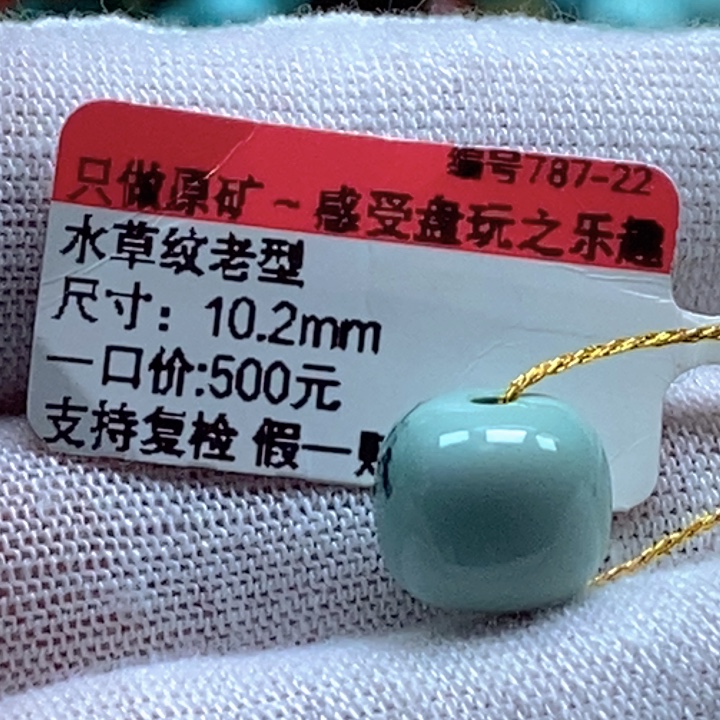 编号787-22
只做原矿~感受盘玩之乐趣
水草纹老型
尺寸：10.2mm
一口价:500元
支持复检 假一